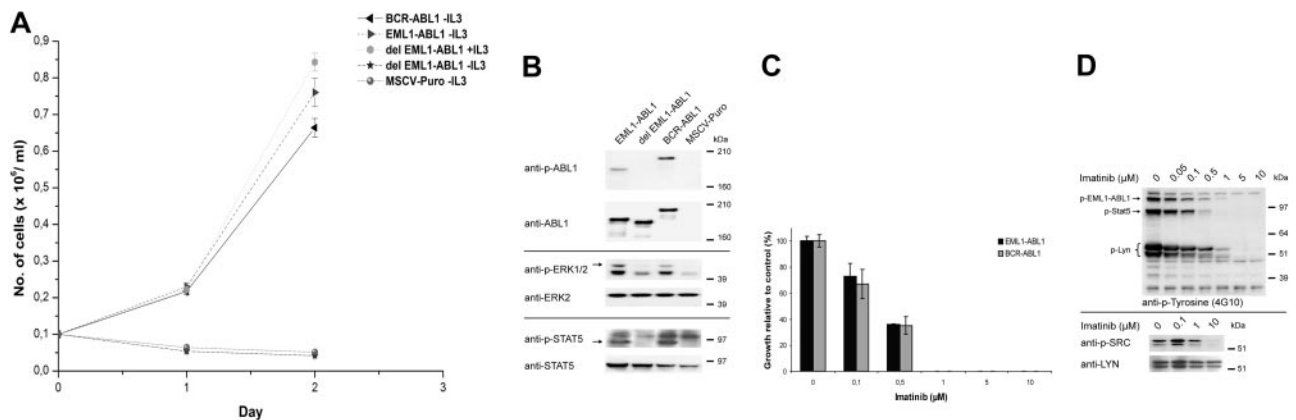 A
BCR-ABL1 -IL3
EML1-ABL1 -IL3
del EML1-ABL1 +IL3
del EML1-ABL1 -IL3
MSCV-Puro -IL3
No. of cells (x 10⁶/ ml)
0,9
0,8
0,7
0,6
0,5
0,4
0,3
0,2
0,1
0,0
0 1 2 3
Day
B
EML1-ABL1
del EML1-ABL1
BCR-ABL1
MSCV-Puro
kDa
anti-p-ABL1
210
160
anti-ABL1
210
160
anti-p-ERK1/2
39
anti-ERK2
39
anti-p-STAT5
97
anti-STAT5
97
C
EML1-ABL1
BCR-ABL1
Growth relative to control (%)
100
80
60
40
20
0
0 0,1 0,5 1 5 10
Imatinib (µM)
D
Imatinib (µM) 0 0.05 0.1 0.5 1 5 10 kDa
p-EML1-ABL1
97
p-Stat5
64
p-Lyn
51
39
anti-p-Tyrosine (4G10)
Imatinib (µM) 0 0.1 1 10 kDa
anti-p-SRC
51
anti-LYN
51